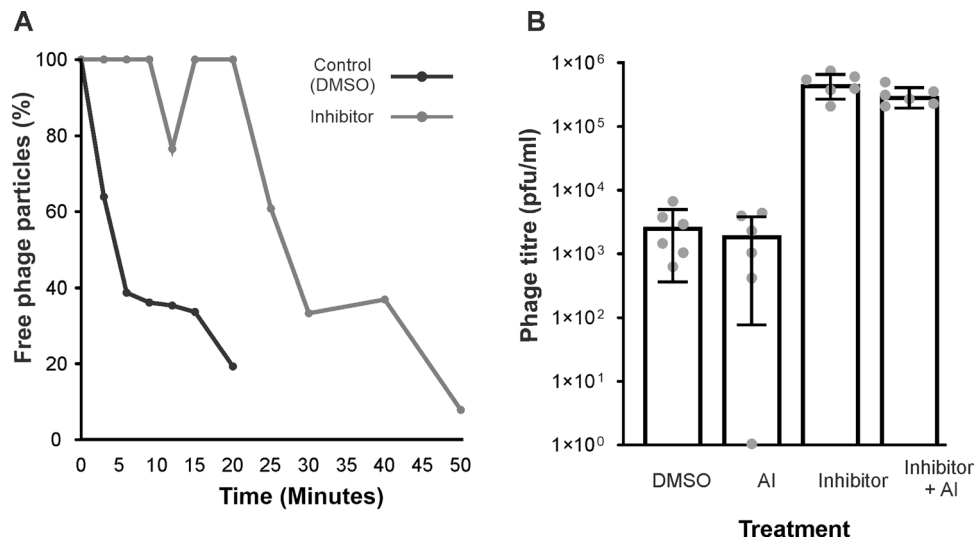 A
Free phage particles (%)
100
80
60
40
20
0
0 5 10 15 20 25 30 35 40 45 50
Time (Minutes)
Control
(DMSO)
Inhibitor
B
Phage titre (pfu/ml)
1×10⁶
1×10⁵
1×10⁴
1×10³
1×10²
1×10¹
1×10⁰
DMSO AI Inhibitor Inhibitor
+ AI
Treatment